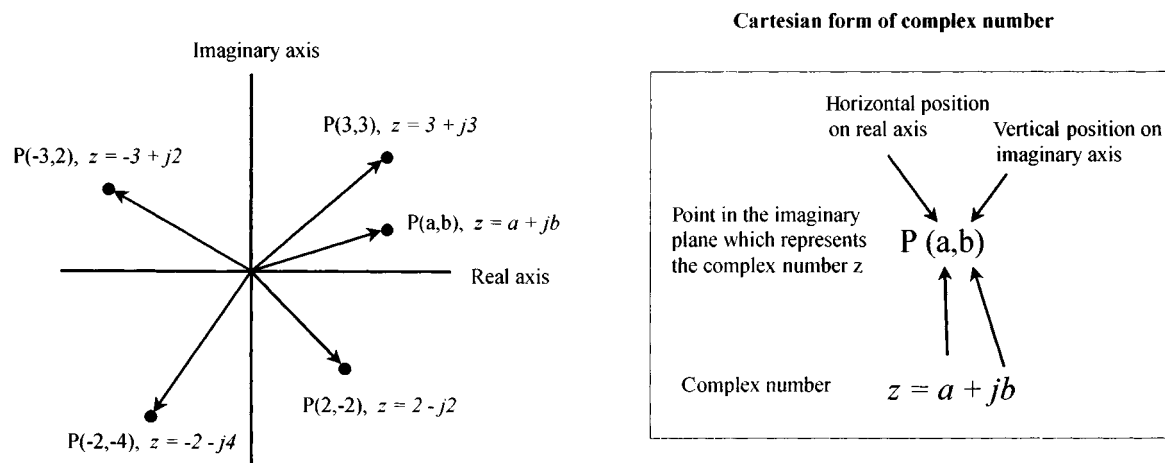 Cartesian form of complex number
Imaginary axis
P(3,3), z = 3 + j3
P(-3,2), z = -3 + j2
P(a,b), z = a + jb
Real axis
P(2,-2), z = 2 - j2
P(-2,-4), z = -2 - j4
Horizontal position
on real axis
Vertical position on
imaginary axis
Point in the imaginary
plane which represents
the complex number z
P (a,b)
Complex number
z = a + jb